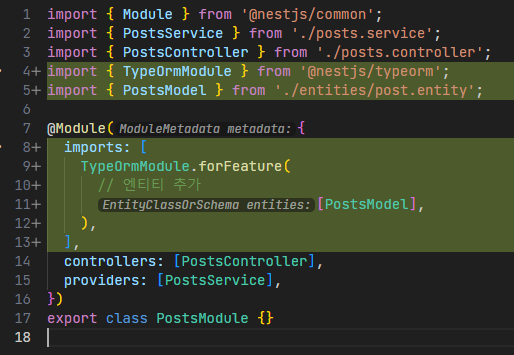 1 import { Module } from '@nestjs/common';
2 import { PostsService } from './posts.service';
3 import { PostsController } from './posts.controller';
4+ import { TypeOrmModule } from '@nestjs/typeorm';
5+ import { PostsModel } from './entities/post.entity';
6
7 @Module( ModuleMetadata metadata: {
8+ imports: [
9+ TypeOrmModule.forFeature(
10+ // 엔티티 추가
11+ EntityClassOrSchema entities: [PostsModel],
12+ ),
13+ ],
14 controllers: [PostsController],
15 providers: [PostsService],
16 })
17 export class PostsModule {}
18